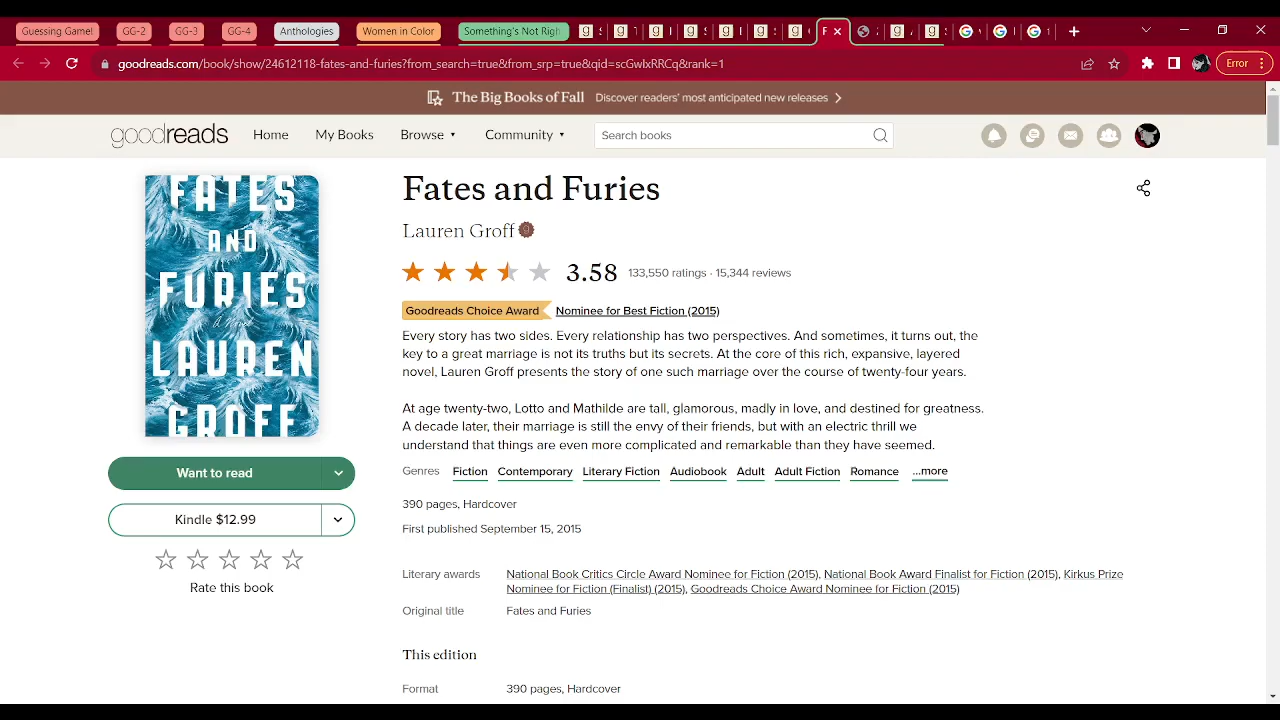 Guessing Game!
GG-2
GG-3
GG-4
Anthologies
Women in Color
Something's Not Righ
goodreads.com/book/show/24612118-fates-and-furies?from_search=true&from_srp=true&qid=scGwIxRRCq&rank=1
Error
The Big Books of Fall Discover readers' most anticipated new releases
goodreads
Home
My Books
Browse
Community
Search books
FATES
AND
FURIES
a novel
LAUREN
GROFF
Want to read
Kindle $12.99
Rate this book
Fates and Furies
Lauren Groff
3.58 133,550 ratings · 15,344 reviews
Goodreads Choice Award Nominee for Best Fiction (2015)
Every story has two sides. Every relationship has two perspectives. And sometimes, it turns out, the
key to a great marriage is not its truths but its secrets. At the core of this rich, expansive, layered
novel, Lauren Groff presents the story of one such marriage over the course of twenty-four years.
At age twenty-two, Lotto and Mathilde are tall, glamorous, madly in love, and destined for greatness.
A decade later, their marriage is still the envy of their friends, but with an electric thrill we
understand that things are even more complicated and remarkable than they have seemed.
Genres Fiction Contemporary Literary Fiction Audiobook Adult Adult Fiction Romance ...more
390 pages, Hardcover
First published September 15, 2015
Literary awards National Book Critics Circle Award Nominee for Fiction (2015), National Book Award Finalist for Fiction (2015), Kirkus Prize
Nominee for Fiction (Finalist) (2015), Goodreads Choice Award Nominee for Fiction (2015)
Original title Fates and Furies
This edition
Format 390 pages, Hardcover